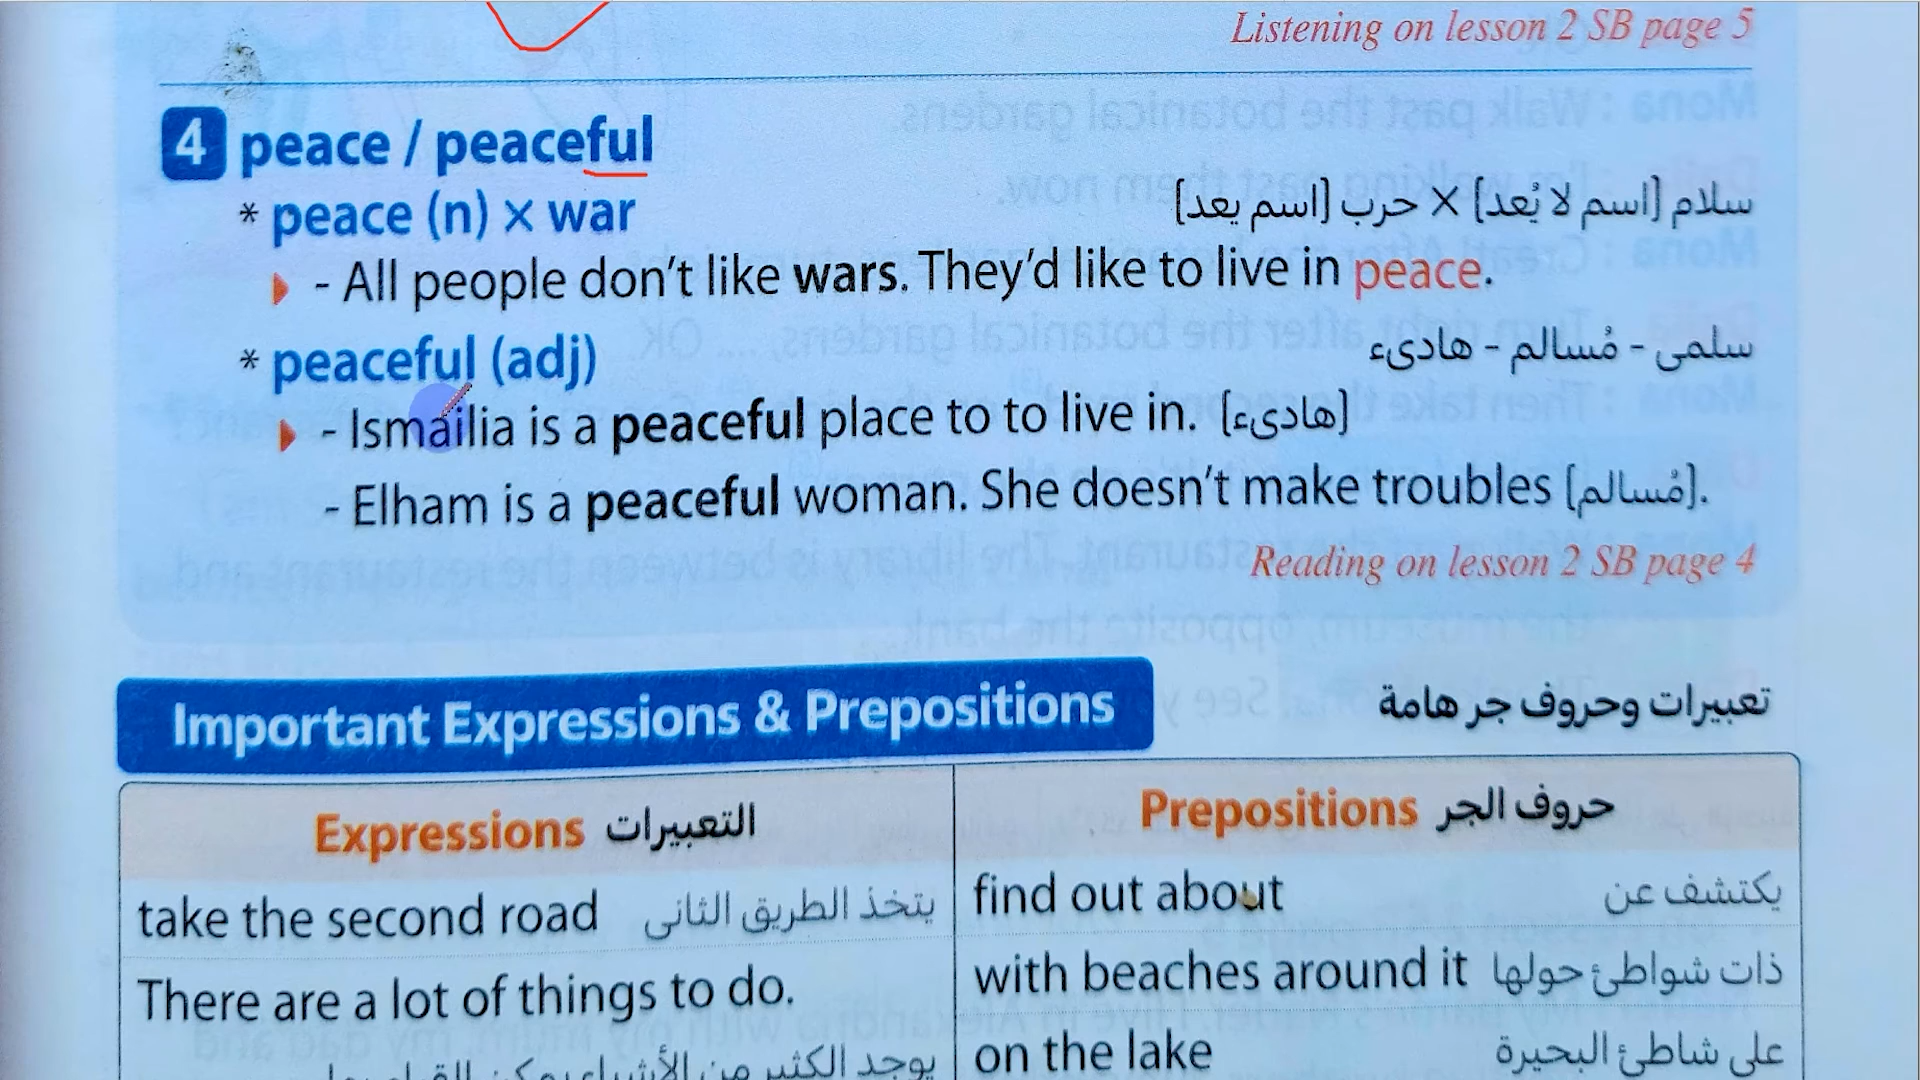 Listening on lesson 2 SB page 5
4 peace / peaceful
* peace (n) × war سلام [اسم لا يُعد] × حرب [اسم يعد]
- All people don't like wars. They'd like to live in peace.
* peaceful (adj) سلمى - مُسالم - هادىء
- Ismailia is a peaceful place to to live in. [هادىء]
- Elham is a peaceful woman. She doesn't make troubles [مُسالم].
Reading on lesson 2 SB page 4
Important Expressions & Prepositions تعبيرات وحروف جر هامة
Expressions التعبيرات
Prepositions حروف الجر
take the second road يتخذ الطريق الثانى
find out about يكتشف عن
There are a lot of things to do.
with beaches around it ذات شواطئ حولها
يوجد الكثير من الأشياء
on the lake على شاطئ البحيرة